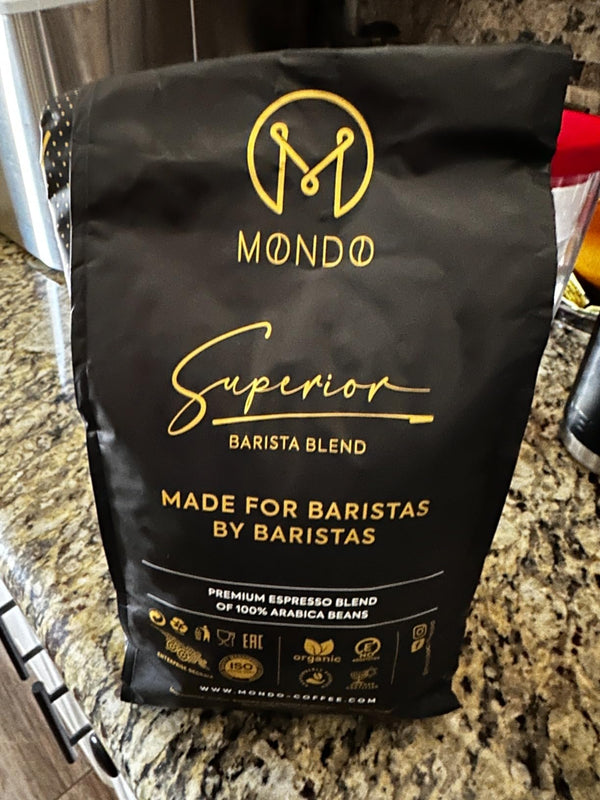 MONDO
Superior
BARISTA BLEND
MADE FOR BARISTAS
BY BARISTAS
PREMIUM ESPRESSO BLEND
OF 100% ARABICA BEANS
EAC
ISO
organic
WWW.MONDO-COFFEE.COM